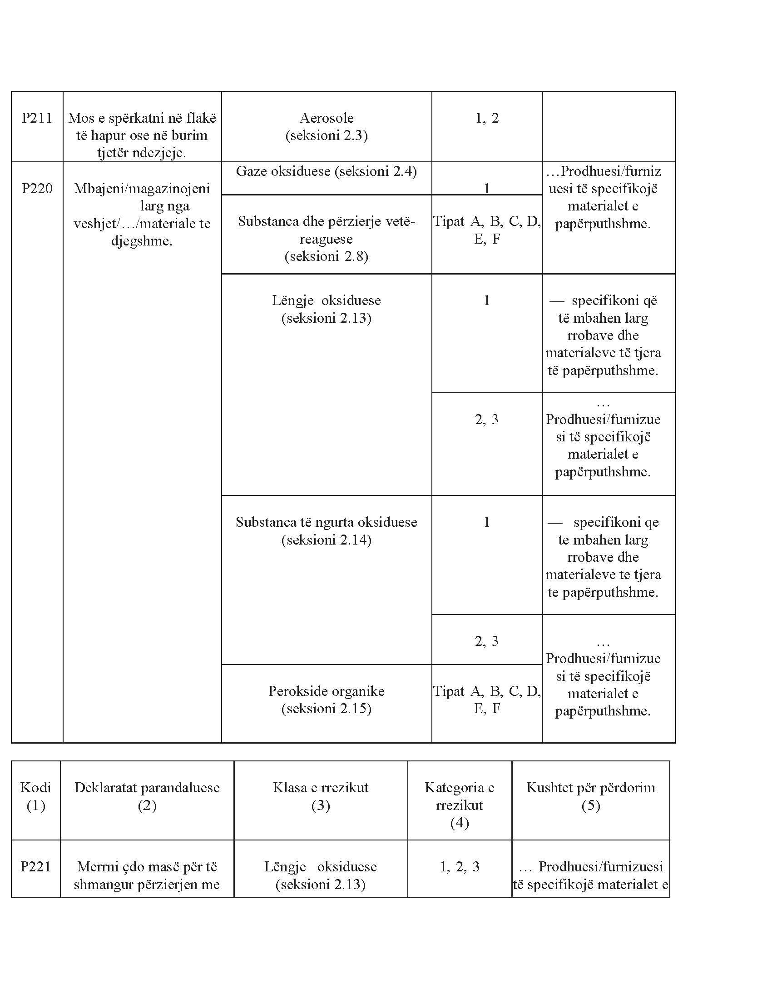 P211
Mos e spërkatni në flakë
të hapur ose në burim
tjetër ndezjeje.
Aerosole
(seksioni 2.3)
1, 2
P220
Mbajeni/magazinojeni
larg nga
veshjet/…/materiale te
djegshme.
Gaze oksiduese (seksioni 2.4)
1
…Prodhuesi/furniz
uesi të specifikojë
materialet e
papërputhshme.
Substanca dhe përzierje vetë-
reaguese
(seksioni 2.8)
Tipat A, B, C, D,
E, F
Lëngje oksiduese
(seksioni 2.13)
1
— specifikoni që
të mbahen larg
rrobave dhe
materialeve të tjera
të papërputhshme.
2, 3
…
Prodhuesi/furnizue
si të specifikojë
materialet e
papërputhshme.
Substanca të ngurta oksiduese
(seksioni 2.14)
1
— specifikoni qe
te mbahen larg
rrobave dhe
materialeve te tjera
te papërputhshme.
2, 3
…
Prodhuesi/furnizue
si të specifikojë
materialet e
papërputhshme.
Perokside organike
(seksioni 2.15)
Tipat A, B, C, D,
E, F
Kodi
(1)
Deklaratat parandaluese
(2)
Klasa e rrezikut
(3)
Kategoria e
rrezikut
(4)
Kushtet për përdorim
(5)
P221
Merrni çdo masë për të
shmangur përzierjen me
Lëngje oksiduese
(seksioni 2.13)
1, 2, 3
… Prodhuesi/furnizuesi
të specifikojë materialet e